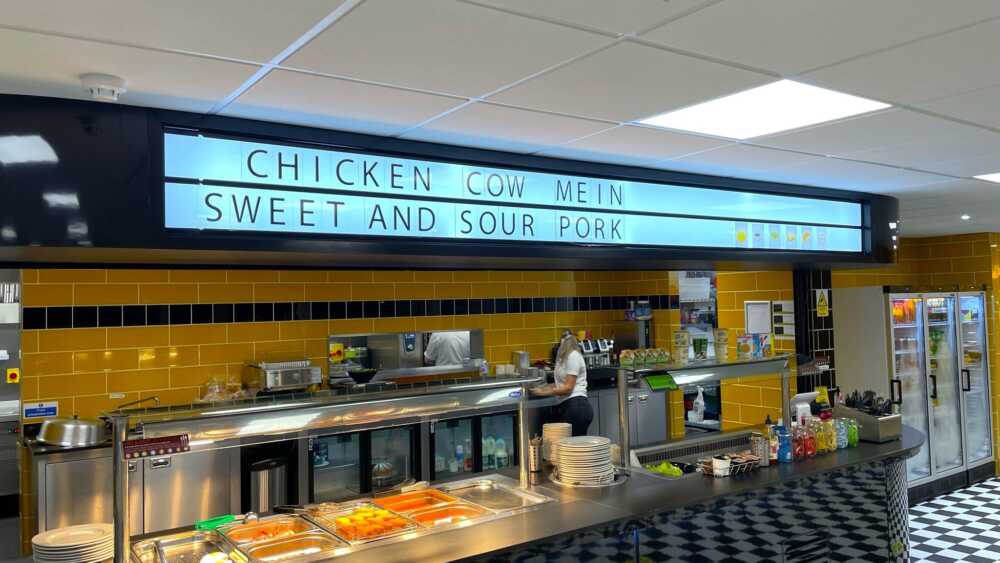 CHICKEN COW MEIN
SWEET AND SOUR PORK